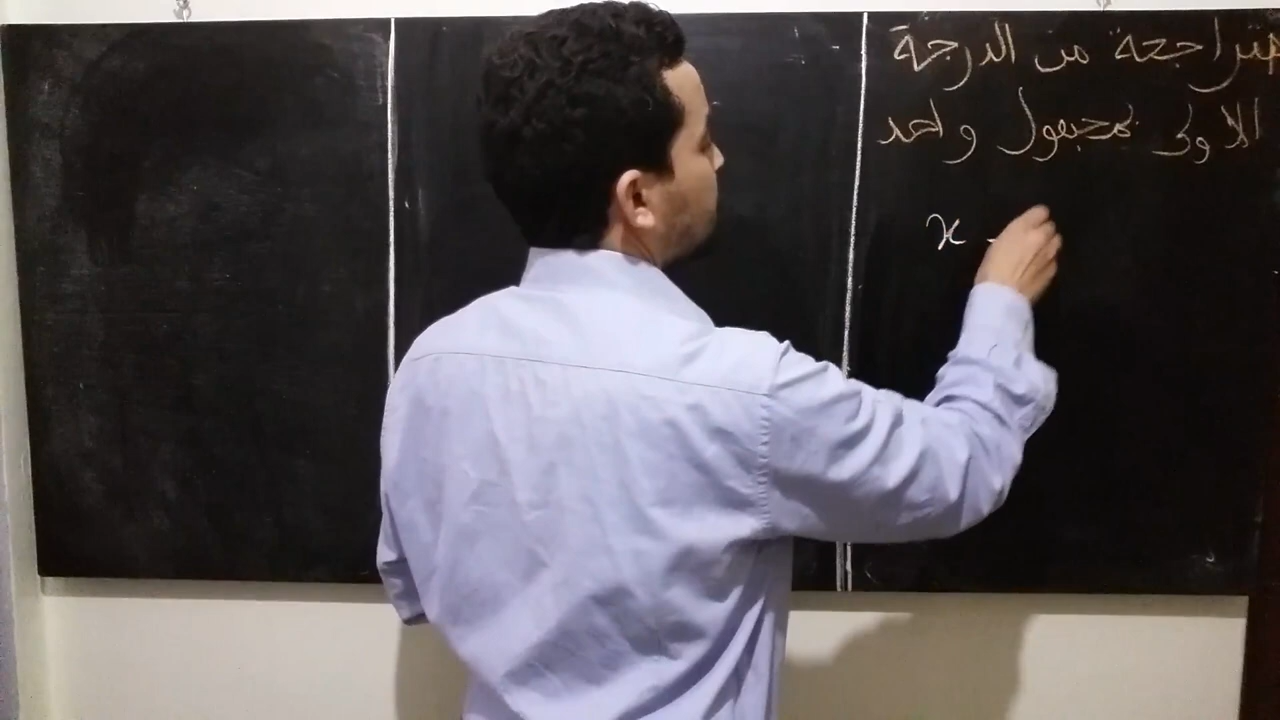 متراجحة من الدرجة
الأولى بمجهول واحد
x -